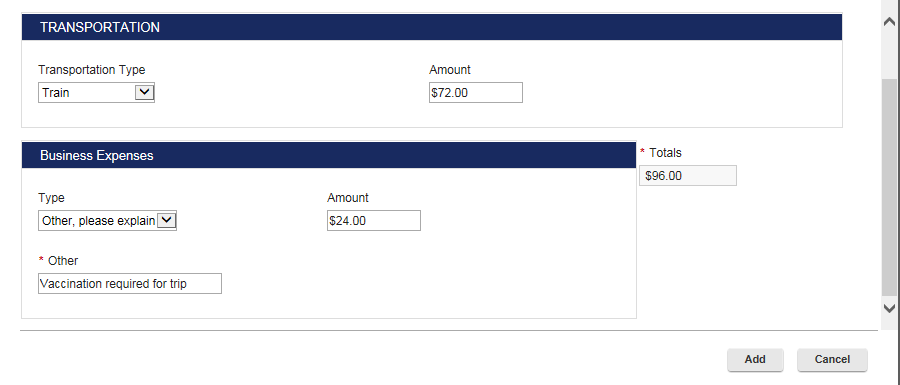 TRANSPORTATION
Transportation Type Amount
Train $72.00
Business Expenses
* Totals
$96.00
Type Amount
Other, please explain $24.00
* Other
Vaccination required for trip
Add Cancel